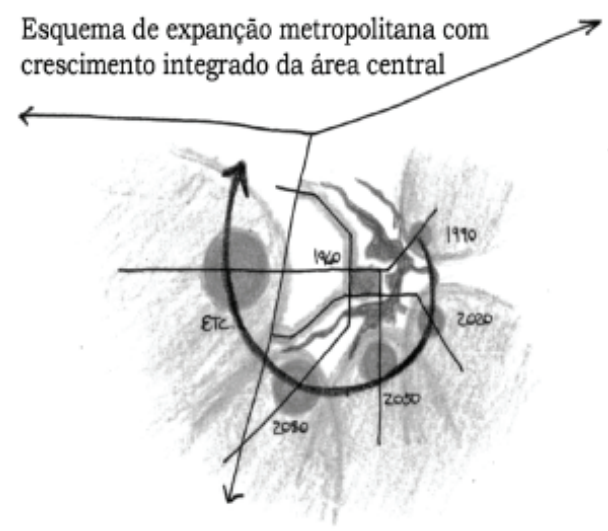 Esquema de expanção metropolitana com
crescimento integrado da área central
1990
1960
2020
ETC
2050
2080